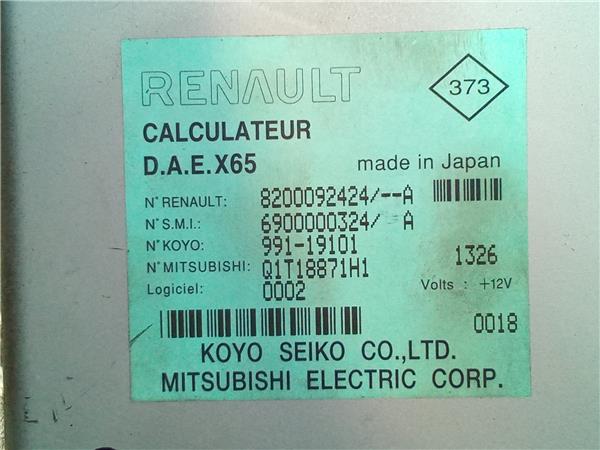 RENAULT 373
CALCULATEUR
D.A.E.X65 made in Japan
N° RENAULT: 8200092424/--A
N° S.M.I.: 6900000324/ A
N° KOYO: 991-19101 1326
N° MITSUBISHI: Q1T18871H1
Logiciel: 0002 Volts : +12V
0018
KOYO SEIKO CO.,LTD.
MITSUBISHI ELECTRIC CORP.